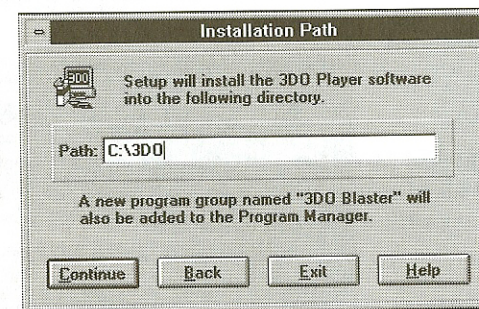 Installation Path
3DO
Setup will install the 3DO Player software
into the following directory.
Path: C:\3DO
A new program group named "3DO Blaster" will
also be added to the Program Manager.
Continue
Back
Exit
Help